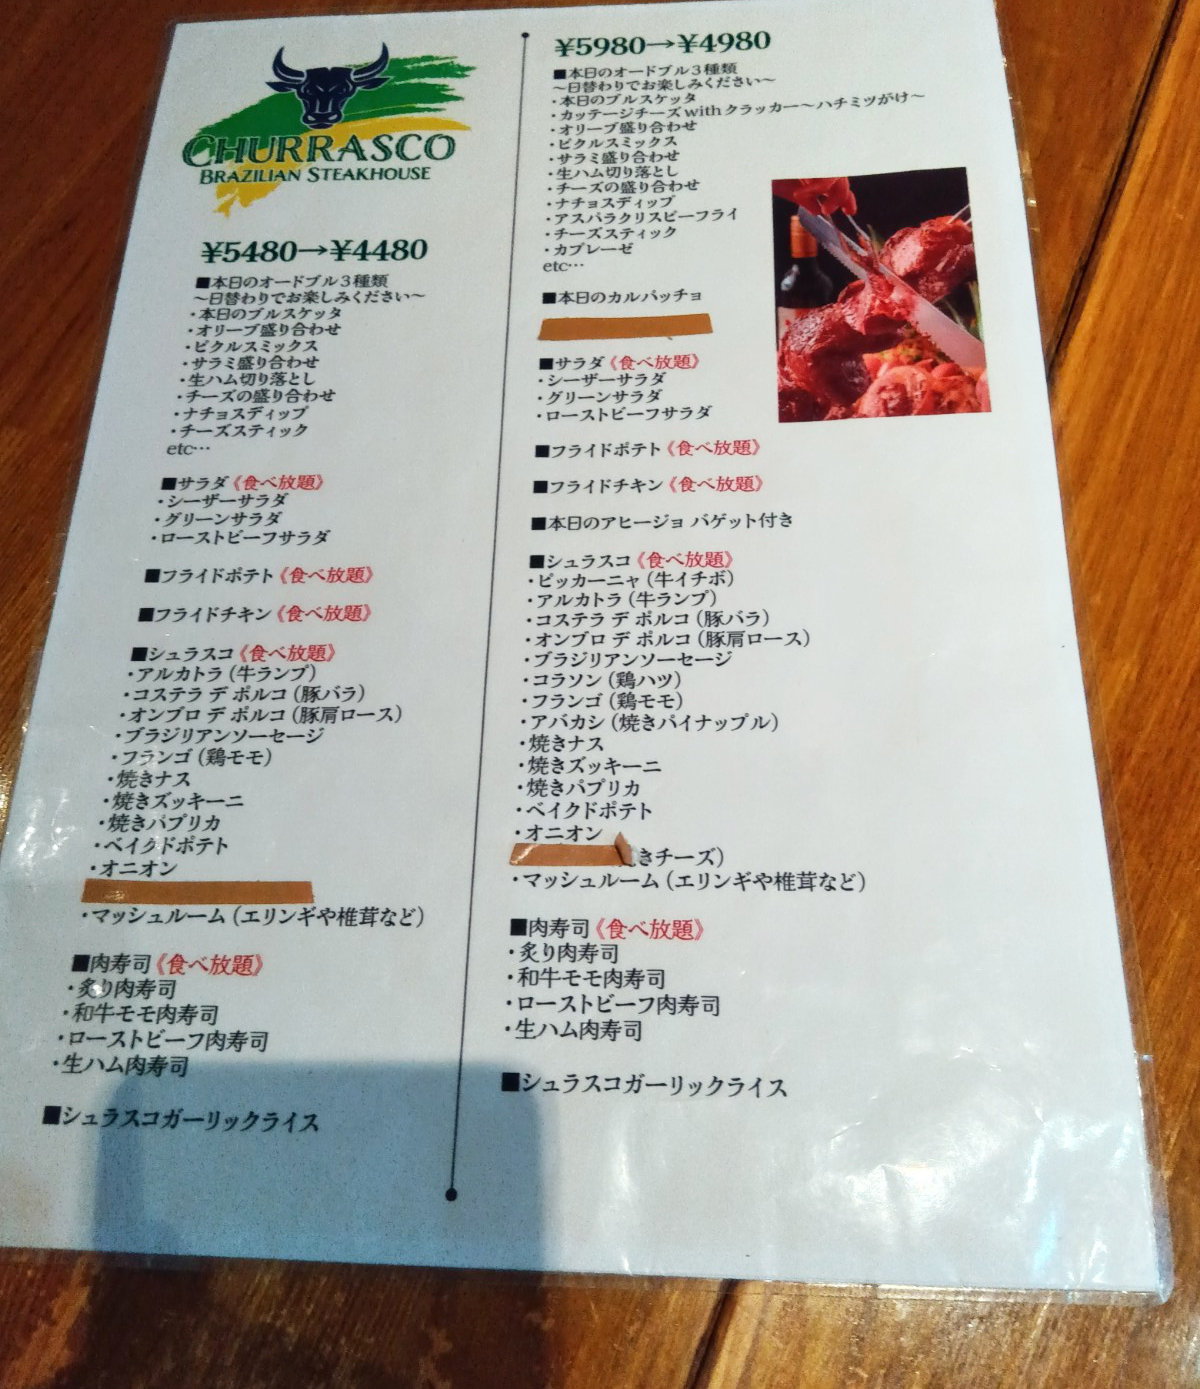 CHURRASCO
BRAZILIAN STEAKHOUSE
¥5480→¥4480
■本日のオードブル3種類
～日替わりでお楽しみください～
・本日のブルスケッタ
・オリーブ盛り合わせ
・ピクルスミックス
・サラミ盛り合わせ
・生ハム切り落とし
・チーズの盛り合わせ
・ナチョスディップ
・チーズスティック
etc…
■サラダ《食べ放題》
・シーザーサラダ
・グリーンサラダ
・ローストビーフサラダ
■フライドポテト《食べ放題》
■フライドチキン《食べ放題》
■シュラスコ《食べ放題》
・アルカトラ（牛ランプ）
・コステラ デ ポルコ（豚バラ）
・オンブロ デ ポルコ（豚肩ロース）
・ブラジリアンソーセージ
・フランゴ（鶏モモ）
・焼きナス
・焼きズッキーニ
・焼きパプリカ
・ベイクドポテト
・オニオン
・マッシュルーム（エリンギや椎茸など）
■肉寿司《食べ放題》
・炙り肉寿司
・和牛モモ肉寿司
・ローストビーフ肉寿司
・生ハム肉寿司
■シュラスコガーリックライス
¥5980→¥4980
■本日のオードブル3種類
～日替わりでお楽しみください～
・本日のブルスケッタ
・カッテージチーズwithクラッカー～ハチミツがけ～
・オリーブ盛り合わせ
・ピクルスミックス
・サラミ盛り合わせ
・生ハム切り落とし
・チーズの盛り合わせ
・ナチョスディップ
・アスパラクリスピーフライ
・チーズスティック
・カプレーゼ
etc…
■本日のカルパッチョ
■サラダ《食べ放題》
・シーザーサラダ
・グリーンサラダ
・ローストビーフサラダ
■フライドポテト《食べ放題》
■フライドチキン《食べ放題》
■本日のアヒージョ バゲット付き
■シュラスコ《食べ放題》
・ピッカーニャ（牛イチボ）
・アルカトラ（牛ランプ）
・コステラ デ ポルコ（豚バラ）
・オンブロ デ ポルコ（豚肩ロース）
・ブラジリアンソーセージ
・コラソン（鶏ハツ）
・フランゴ（鶏モモ）
・アバカシ（焼きパイナップル）
・焼きナス
・焼きズッキーニ
・焼きパプリカ
・ベイクドポテト
・オニオン
きチーズ）
・マッシュルーム（エリンギや椎茸など）
■肉寿司《食べ放題》
・炙り肉寿司
・和牛モモ肉寿司
・ローストビーフ肉寿司
・生ハム肉寿司
■シュラスコガーリックライス